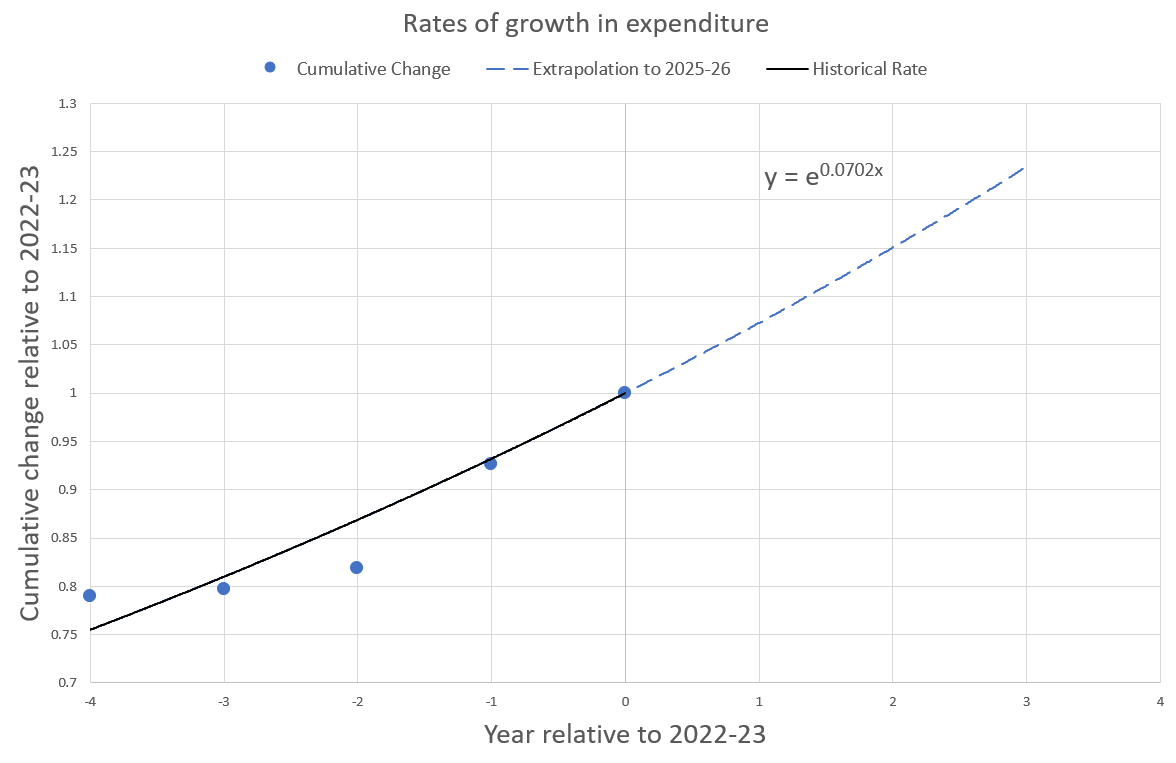 Rates of growth in expenditure
Cumulative Change Extrapolation to 2025-26 Historical Rate
Cumulative change relative to 2022-23
1.3
1.25
1.2
1.15
1.1
1.05
1
0.95
0.9
0.85
0.8
0.75
0.7
y = e^0.0702x
-4 -3 -2 -1 0 1 2 3 4
Year relative to 2022-23